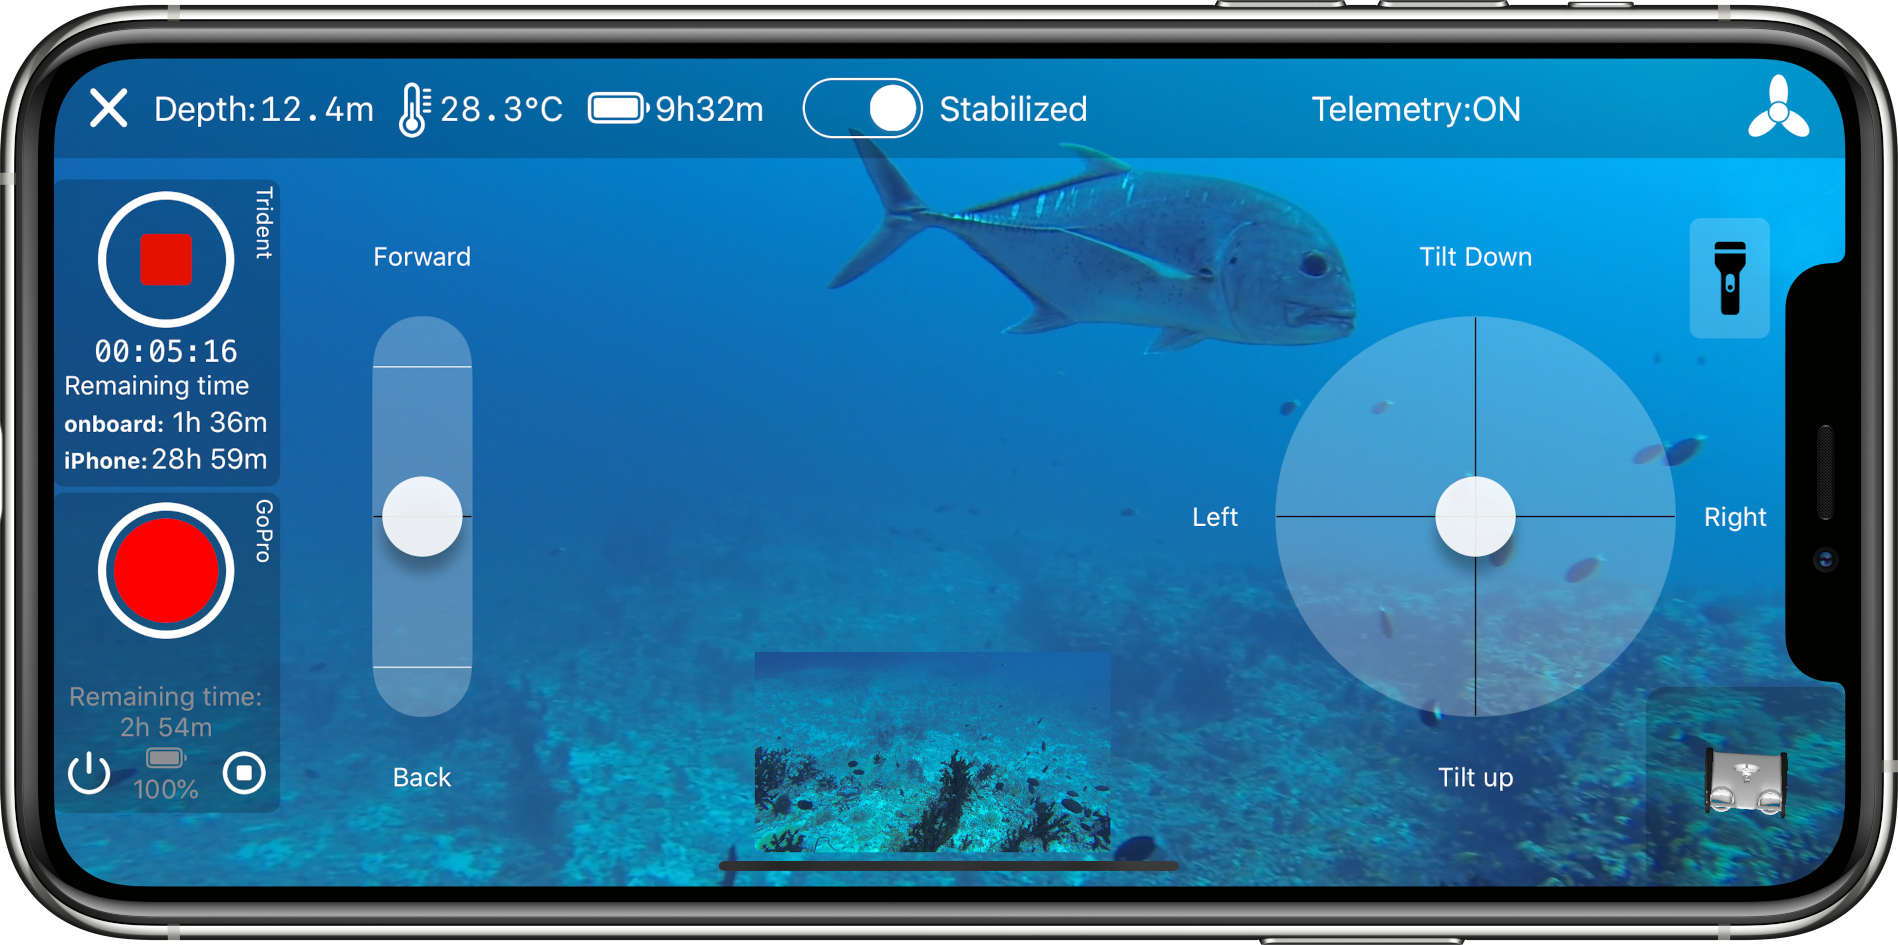 Depth:12.4m
28.3°C
9h32m
Stabilized
Telemetry:ON
Trident
00:05:16
Remaining time
onboard: 1h 36m
iPhone:28h 59m
GoPro
Remaining time:
2h 54m
100%
Forward
Back
Tilt Down
Left
Right
Tilt up